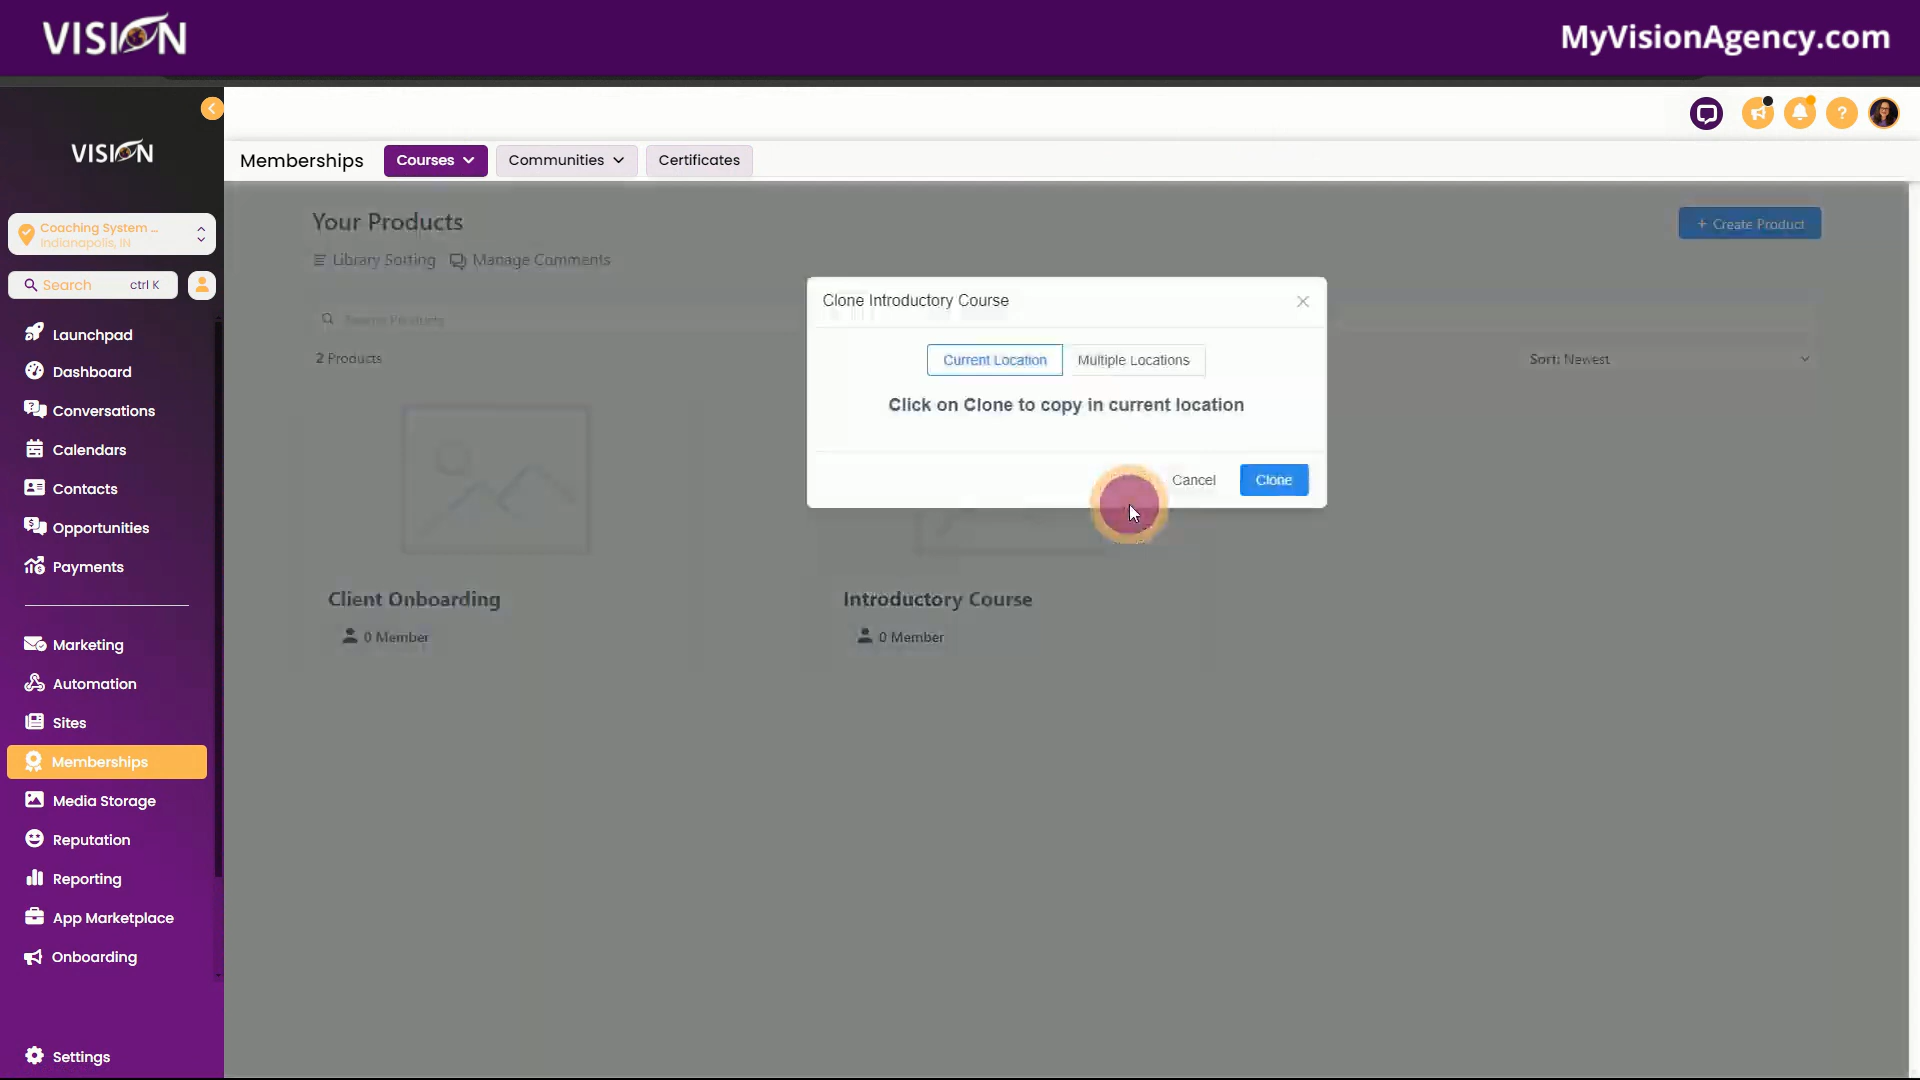 VISION
MyVisionAgency.com
VISION
Coaching System ...
Indianapolis, IN
Search
ctrl K
Launchpad
Dashboard
Conversations
Calendars
Contacts
Opportunities
Payments
Marketing
Automation
Sites
Memberships
Media Storage
Reputation
Reporting
App Marketplace
Onboarding
Settings
Memberships
Courses
Communities
Certificates
?
Your Products
+ Create Product
Library Sorting
Manage Comments
Search Products
2 Products
Sort: Newest
Clone Introductory Course
Current Location
Multiple Locations
Click on Clone to copy in current location
Cancel
Clone
Client Onboarding
0 Member
Introductory Course
0 Member